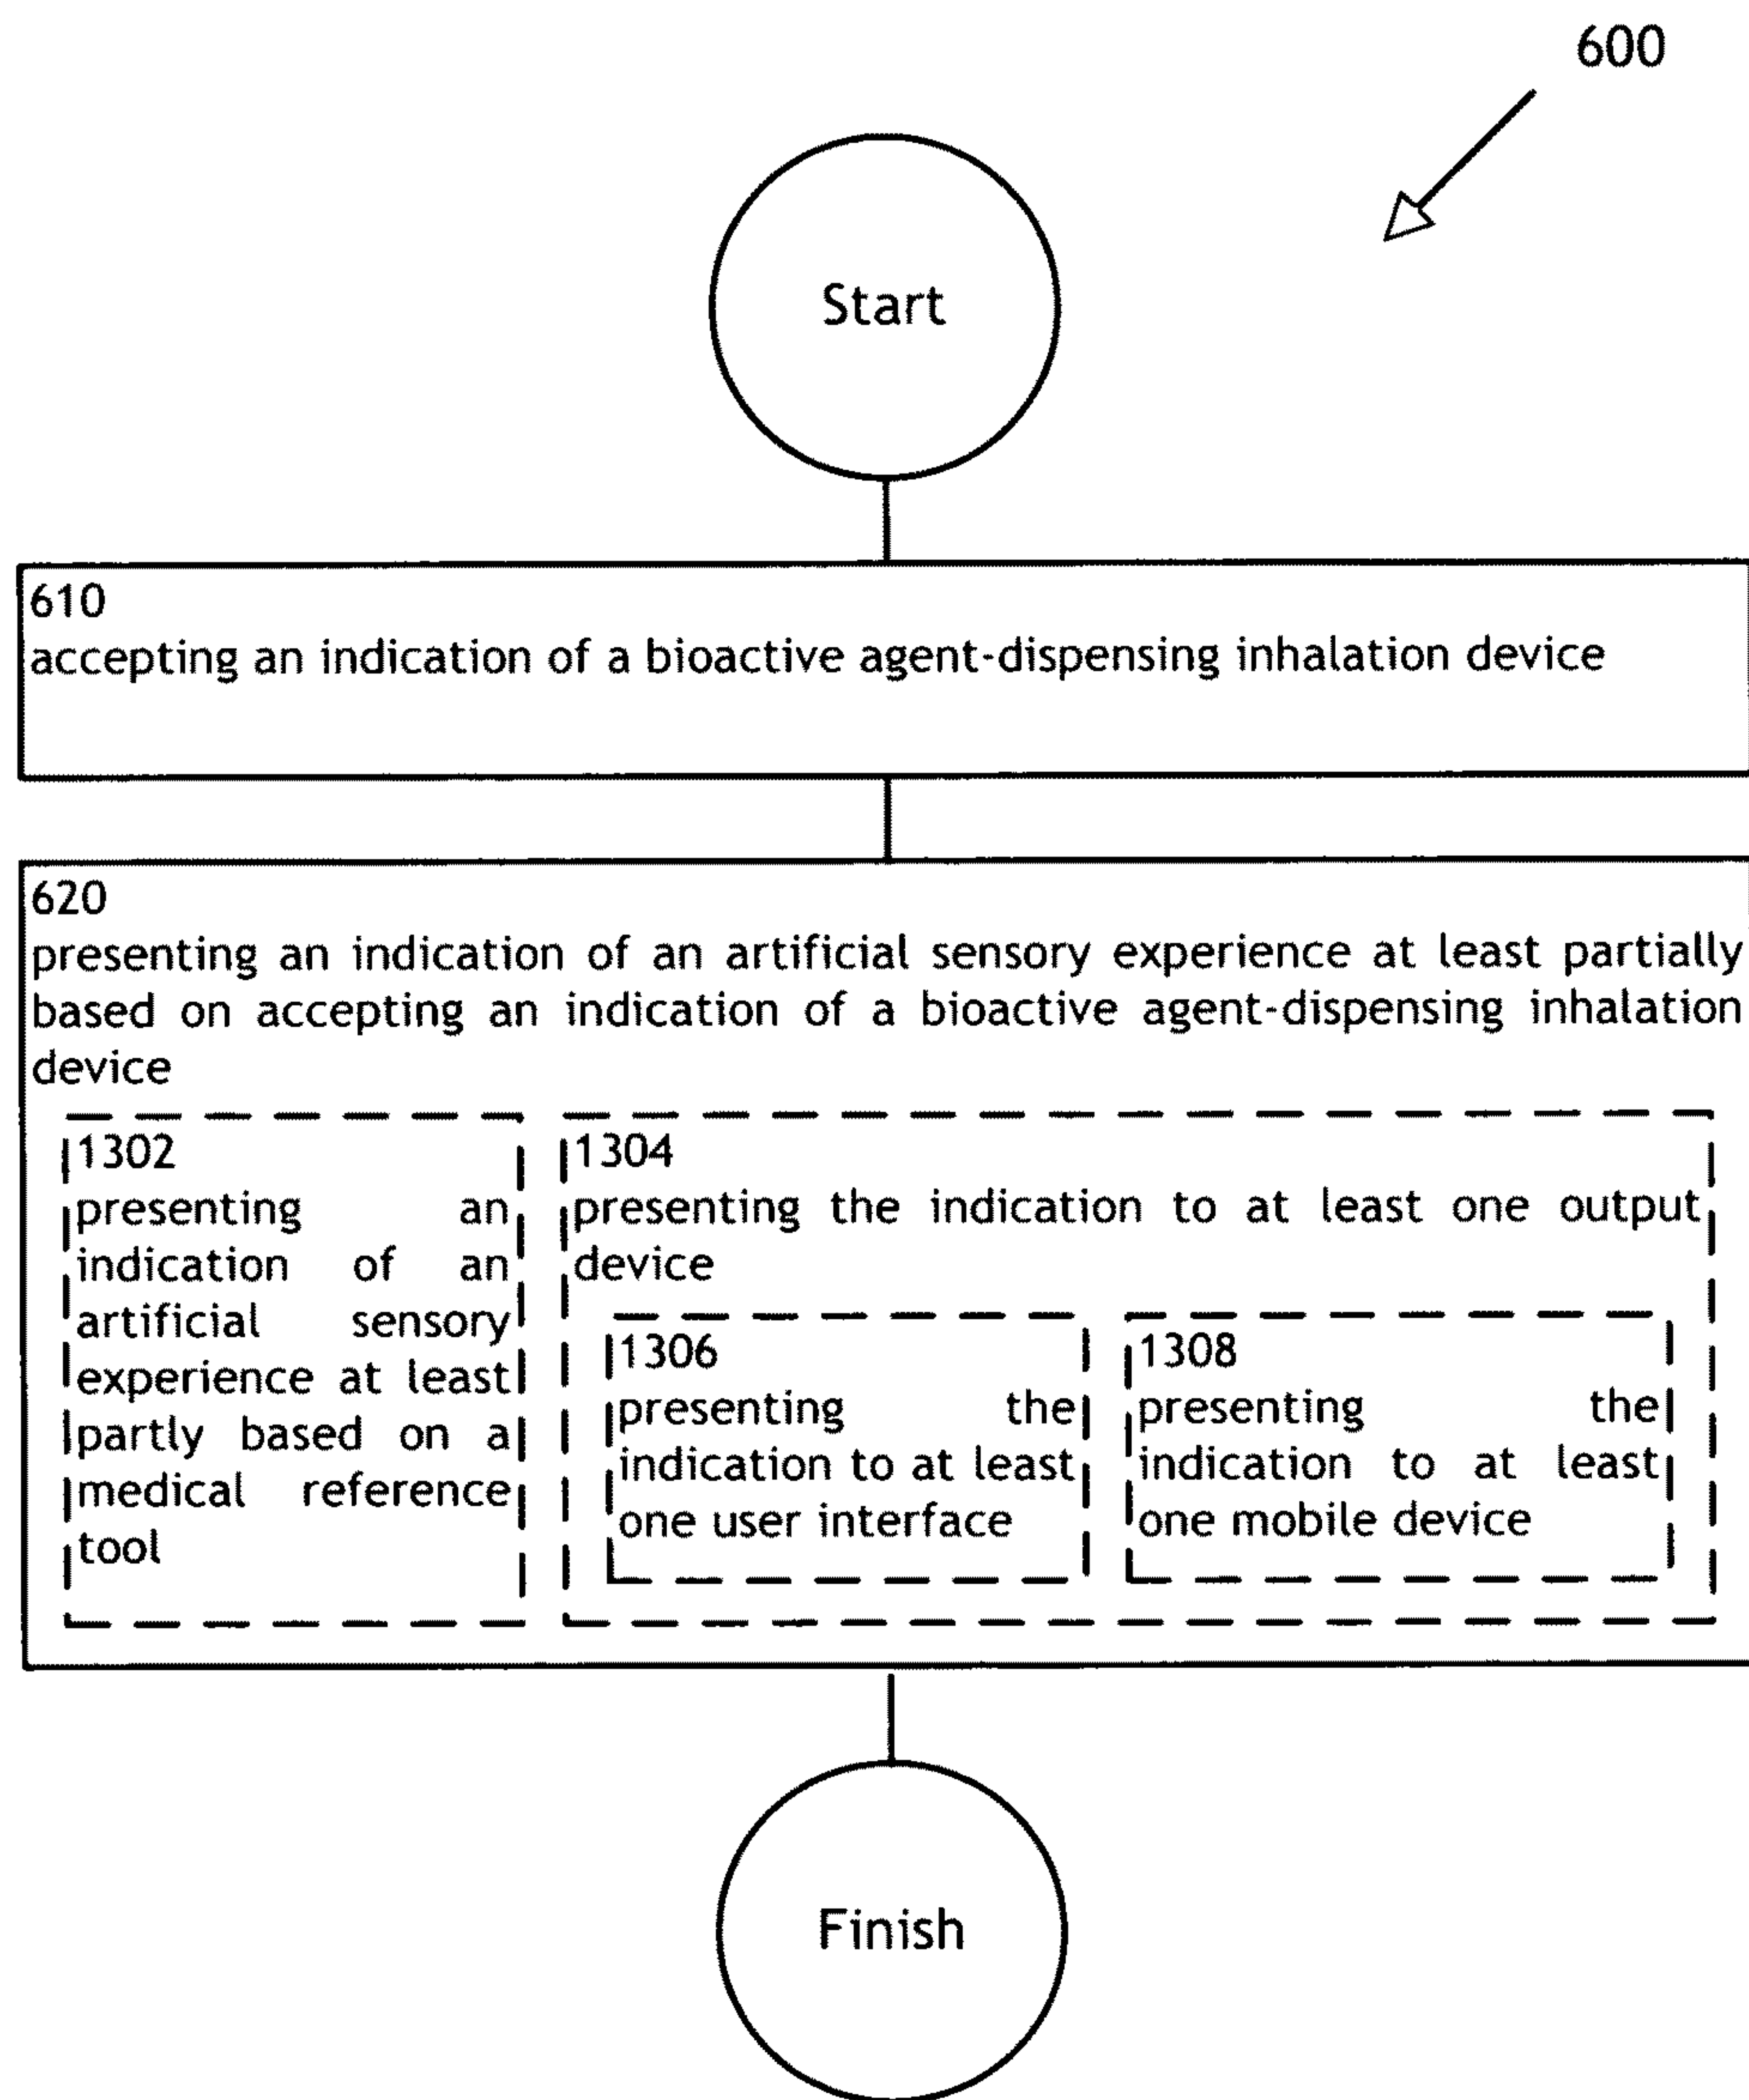 600
Start
610
accepting an indication of a bioactive agent-dispensing inhalation device
620
presenting an indication of an artificial sensory experience at least partially
based on accepting an indication of a bioactive agent-dispensing inhalation
device
1302
presenting an
indication of an
artificial sensory
experience at least
partly based on a
medical reference
tool
1304
presenting the indication to at least one output
device
1306
presenting the
indication to at least
one user interface
1308
presenting the
indication to at least
one mobile device
Finish